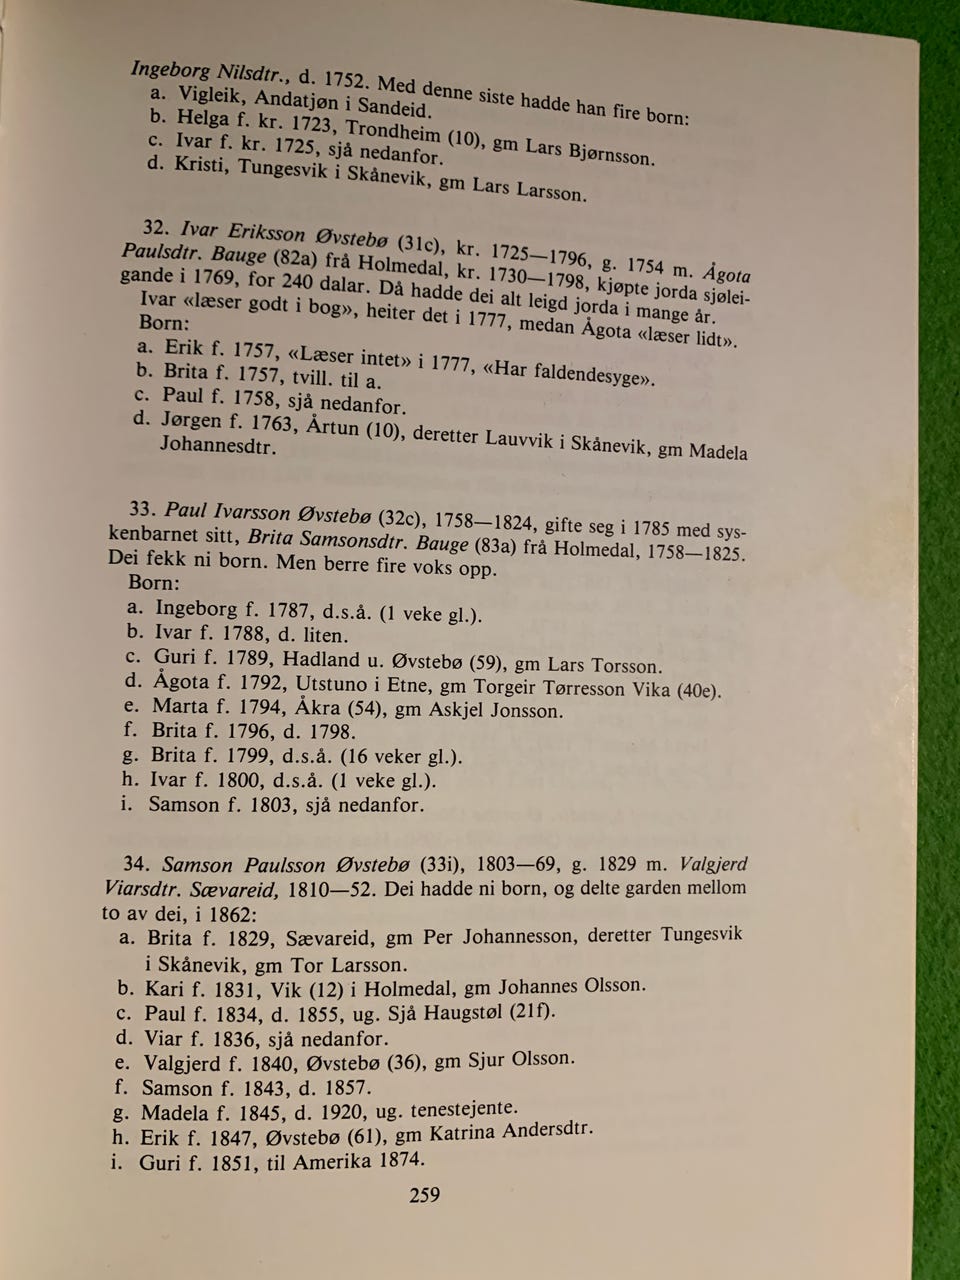 Ingeborg Nilsdtr., d. 1752. Med denne siste hadde han fire born:
a. Vigleik, Andatjøn i Sandeid.
b. Helga f. kr. 1723, Trondheim (10), gm Lars Bjørnsson.
c. Ivar f. kr. 1725, sjå nedanfor.
d. Kristi, Tungesvik i Skånevik, gm Lars Larsson.
32. Ivar Eriksson Øvstebø (31c), kr. 1725—1796, g. 1754 m. Ågota
Paulsdtr. Bauge (82a) frå Holmedal, kr. 1730—1798, kjøpte jorda sjølei-
gande i 1769, for 240 dalar. Då hadde dei alt leigd jorda i mange år.
Ivar «læser godt i bog», heiter det i 1777, medan Ågota «læser lidt».
Born:
a. Erik f. 1757, «Læser intet» i 1777, «Har faldendesyge».
b. Brita f. 1757, tvill. til a.
c. Paul f. 1758, sjå nedanfor.
d. Jørgen f. 1763, Årtun (10), deretter Lauvvik i Skånevik, gm Madela
Johannesdtr.
33. Paul Ivarsson Øvstebø (32c), 1758—1824, gifte seg i 1785 med sys-
kenbarnet sitt, Brita Samsonsdtr. Bauge (83a) frå Holmedal, 1758—1825.
Dei fekk ni born. Men berre fire voks opp.
Born:
a. Ingeborg f. 1787, d.s.å. (1 veke gl.).
b. Ivar f. 1788, d. liten.
c. Guri f. 1789, Hadland u. Øvstebø (59), gm Lars Torsson.
d. Ågota f. 1792, Utstuno i Etne, gm Torgeir Tørresson Vika (40e).
e. Marta f. 1794, Åkra (54), gm Askjel Jonsson.
f. Brita f. 1796, d. 1798.
g. Brita f. 1799, d.s.å. (16 veker gl.).
h. Ivar f. 1800, d.s.å. (1 veke gl.).
i. Samson f. 1803, sjå nedanfor.
34. Samson Paulsson Øvstebø (33i), 1803—69, g. 1829 m. Valgjerd
Viarsdtr. Sævareid, 1810—52. Dei hadde ni born, og delte garden mellom
to av dei, i 1862:
a. Brita f. 1829, Sævareid, gm Per Johannesson, deretter Tungesvik
i Skånevik, gm Tor Larsson.
b. Kari f. 1831, Vik (12) i Holmedal, gm Johannes Olsson.
c. Paul f. 1834, d. 1855, ug. Sjå Haugstøl (21f).
d. Viar f. 1836, sjå nedanfor.
e. Valgjerd f. 1840, Øvstebø (36), gm Sjur Olsson.
f. Samson f. 1843, d. 1857.
g. Madela f. 1845, d. 1920, ug. tenestejente.
h. Erik f. 1847, Øvstebø (61), gm Katrina Andersdtr.
i. Guri f. 1851, til Amerika 1874.
259